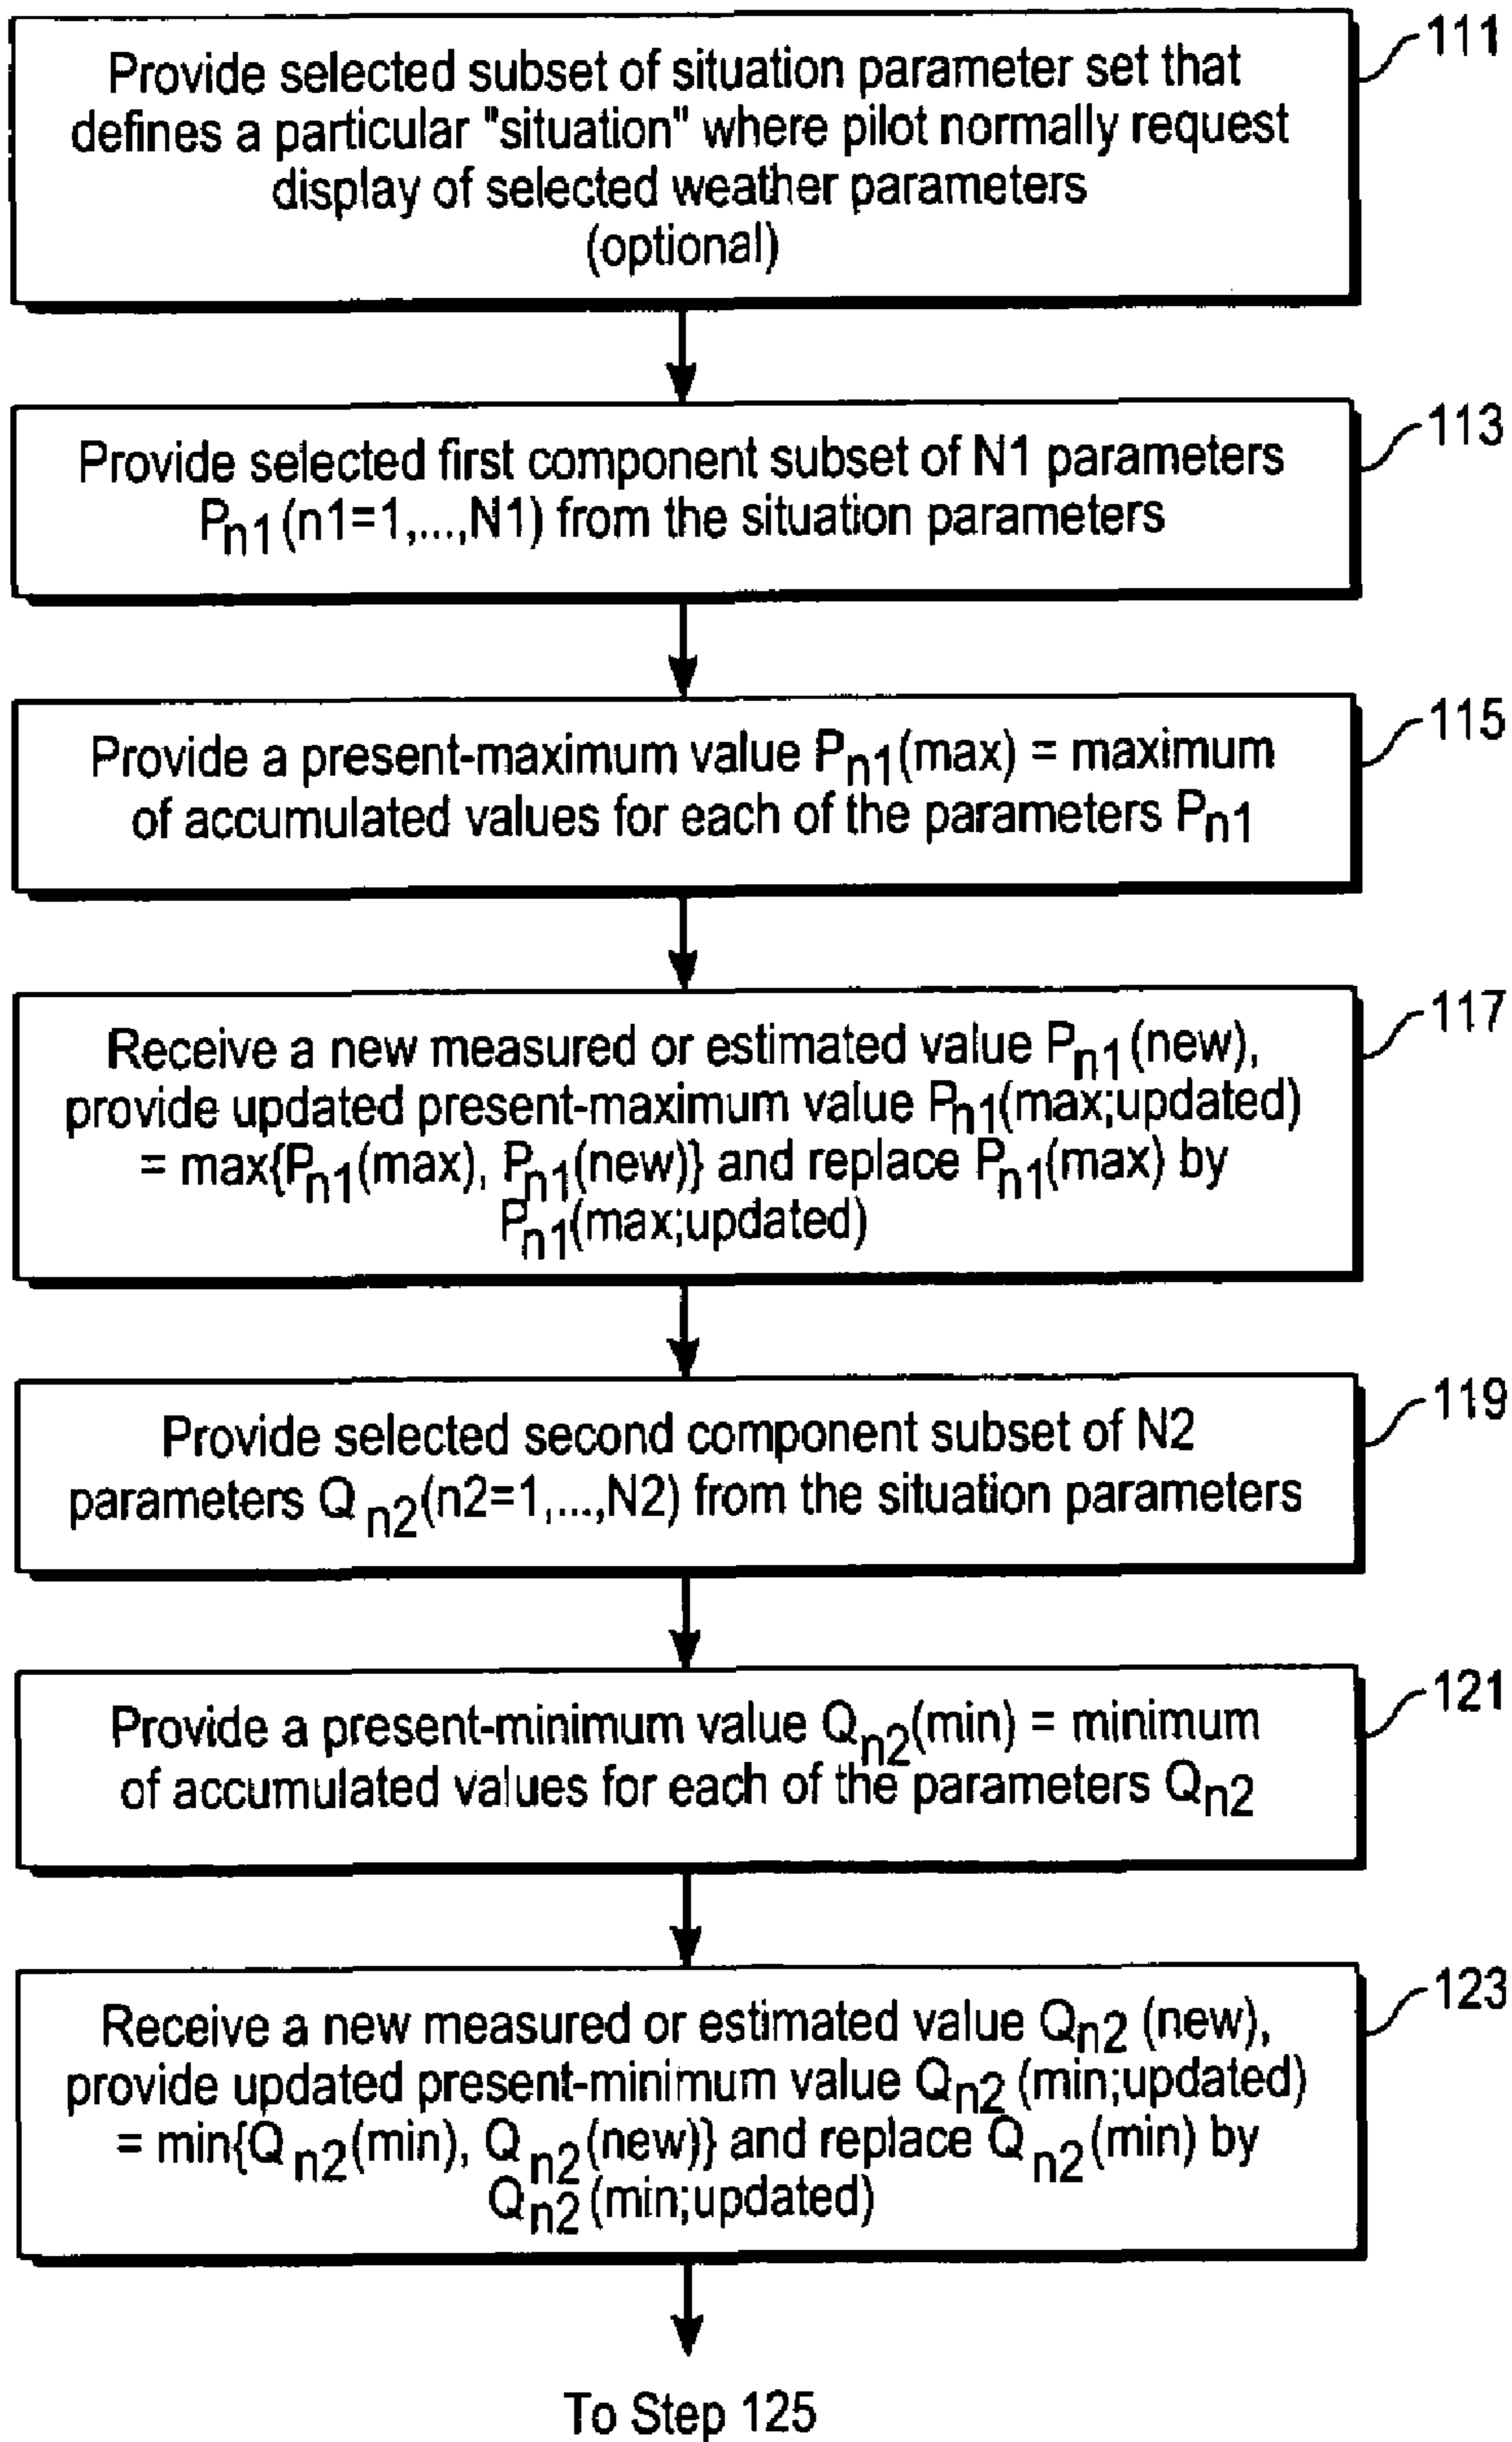 111
Provide selected subset of situation parameter set that
defines a particular "situation" where pilot normally request
display of selected weather parameters
(optional)
113
Provide selected first component subset of N1 parameters
Pn1 (n1=1,...,N1) from the situation parameters
115
Provide a present-maximum value Pn1(max) = maximum
of accumulated values for each of the parameters Pn1
117
Receive a new measured or estimated value Pn1(new),
provide updated present-maximum value Pn1(max;updated)
= max{Pn1(max), Pn1(new)} and replace Pn1(max) by
Pn1(max;updated)
119
Provide selected second component subset of N2
parameters Qn2(n2=1,...,N2) from the situation parameters
121
Provide a present-minimum value Qn2(min) = minimum
of accumulated values for each of the parameters Qn2
123
Receive a new measured or estimated value Qn2 (new),
provide updated present-minimum value Qn2 (min;updated)
= min{Qn2(min), Qn2(new)} and replace Qn2(min) by
Qn2(min;updated)
To Step 125